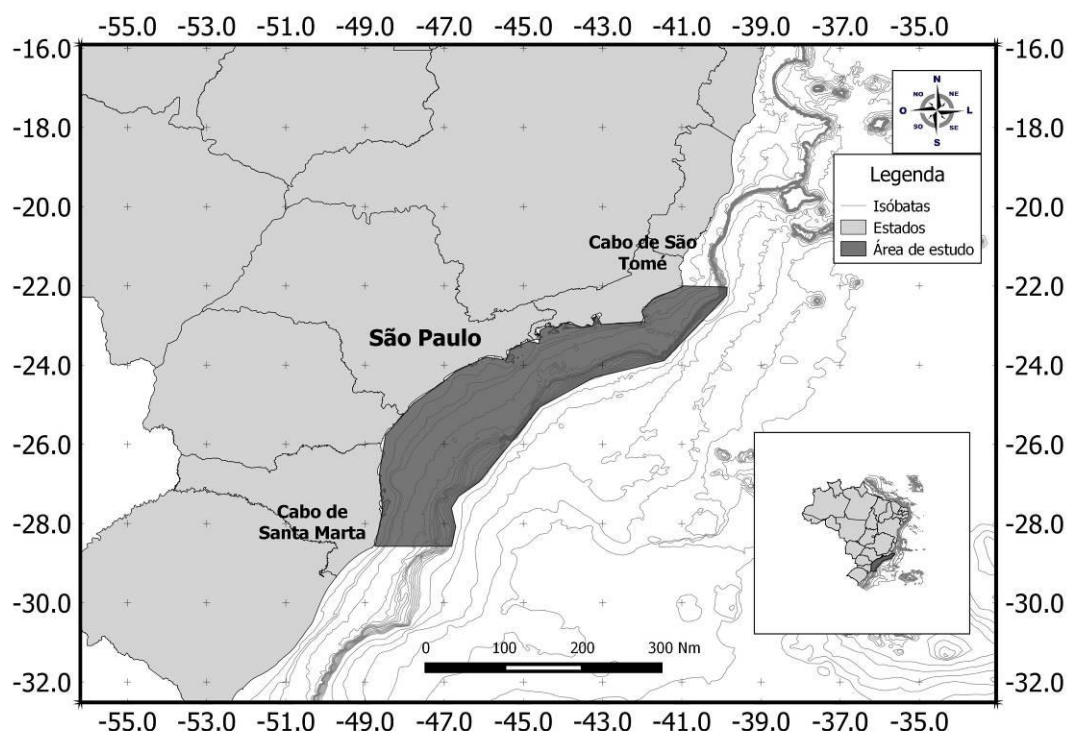 -55.0 -53.0 -51.0 -49.0 -47.0 -45.0 -43.0 -41.0 -39.0 -37.0 -35.0
-16.0 -16.0
N
NO NE
O L
SO SE
S
-18.0 -18.0
Legenda
Isóbatas
Estados
Área de estudo
-20.0 -20.0
Cabo de São
Tomé
-22.0 -22.0
São Paulo
-24.0 -24.0
-26.0 -26.0
Cabo de
Santa Marta
-28.0 -28.0
-30.0 -30.0
0 100 200 300 Nm
-32.0 -32.0
-55.0 -53.0 -51.0 -49.0 -47.0 -45.0 -43.0 -41.0 -39.0 -37.0 -35.0